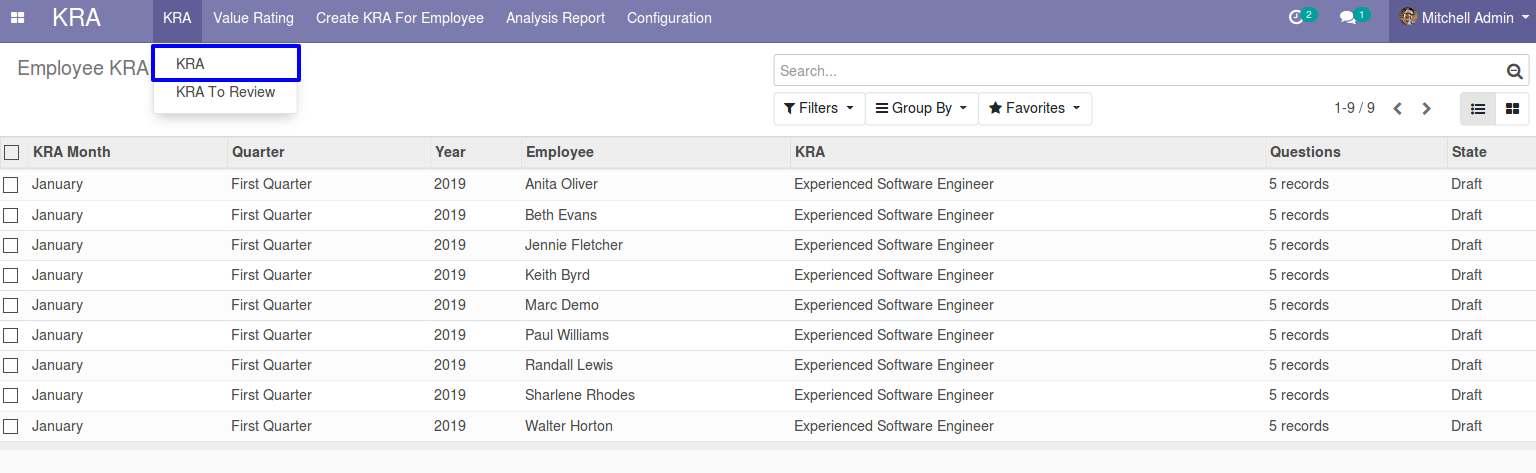 KRA KRA Value Rating Create KRA For Employee Analysis Report Configuration 2 1 Mitchell Admin
Employee KRA
KRA
KRA To Review
Search...
Filters Group By Favorites 1-9 / 9
KRA Month Quarter Year Employee KRA Questions State
January First Quarter 2019 Anita Oliver Experienced Software Engineer 5 records Draft
January First Quarter 2019 Beth Evans Experienced Software Engineer 5 records Draft
January First Quarter 2019 Jennie Fletcher Experienced Software Engineer 5 records Draft
January First Quarter 2019 Keith Byrd Experienced Software Engineer 5 records Draft
January First Quarter 2019 Marc Demo Experienced Software Engineer 5 records Draft
January First Quarter 2019 Paul Williams Experienced Software Engineer 5 records Draft
January First Quarter 2019 Randall Lewis Experienced Software Engineer 5 records Draft
January First Quarter 2019 Sharlene Rhodes Experienced Software Engineer 5 records Draft
January First Quarter 2019 Walter Horton Experienced Software Engineer 5 records Draft